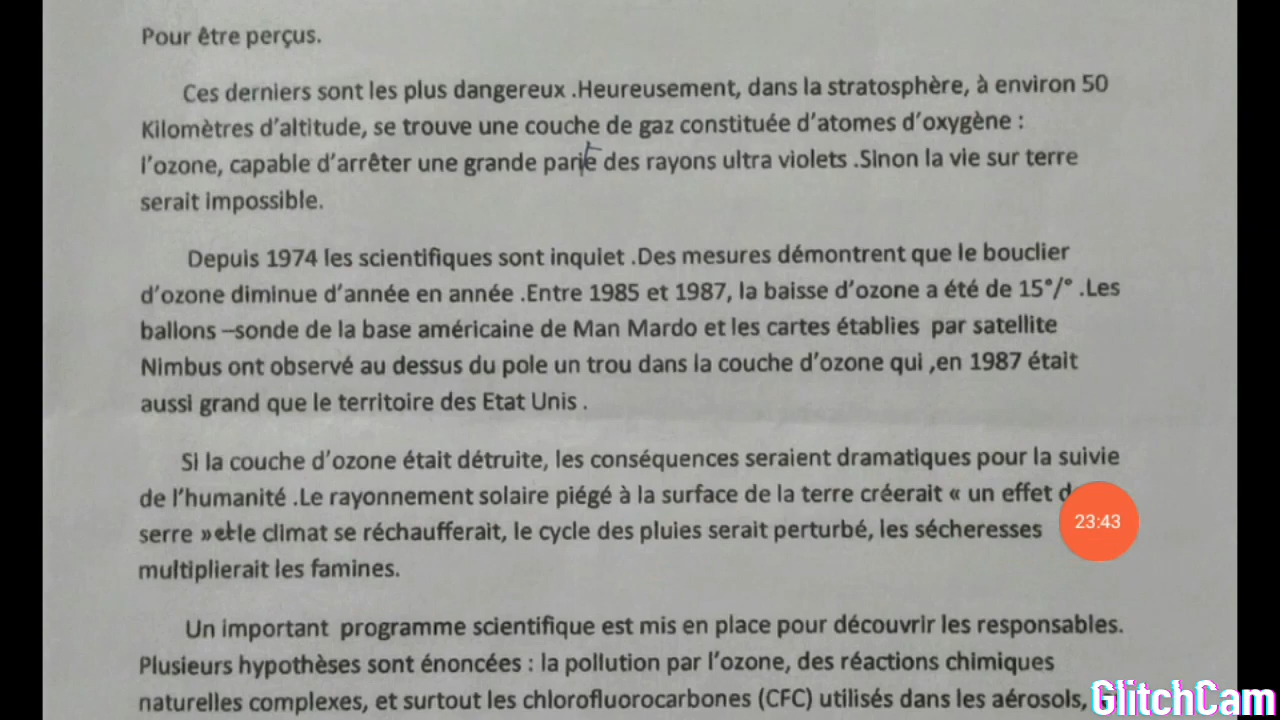 Pour être perçus.
Ces derniers sont les plus dangereux .Heureusement, dans la stratosphère, à environ 50
Kilomètres d'altitude, se trouve une couche de gaz constituée d'atomes d'oxygène :
l'ozone, capable d'arrêter une grande partie des rayons ultra violets .Sinon la vie sur terre
serait impossible.
Depuis 1974 les scientifiques sont inquiet .Des mesures démontrent que le bouclier
d'ozone diminue d'année en année .Entre 1985 et 1987, la baisse d'ozone a été de 15°/° .Les
ballons –sonde de la base américaine de Man Mardo et les cartes établies par satellite
Nimbus ont observé au dessus du pole un trou dans la couche d'ozone qui ,en 1987 était
aussi grand que le territoire des Etat Unis .
Si la couche d'ozone était détruite, les conséquences seraient dramatiques pour la suivie
de l'humanité .Le rayonnement solaire piégé à la surface de la terre créerait « un effet
serre » et le climat se réchaufferait, le cycle des pluies serait perturbé, les sécheresses
23:43
multiplierait les famines.
Un important programme scientifique est mis en place pour découvrir les responsables.
Plusieurs hypothèses sont énoncées : la pollution par l'ozone, des réactions chimiques
naturelles complexes, et surtout les chlorofluorocarbones (CFC) utilisés dans les aérosols,
GlitchCam